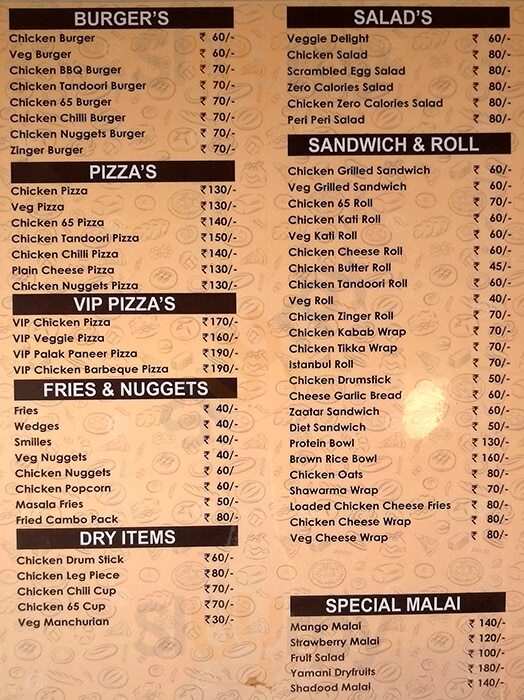 BURGER'S
Chicken Burger ₹ 60/-
Veg Burger ₹ 60/-
Chicken BBQ Burger ₹ 70/-
Chicken Tandoori Burger ₹ 70/-
Chicken 65 Burger ₹ 70/-
Chicken Chilli Burger ₹ 70/-
Chicken Nuggets Burger ₹ 70/-
Zinger Burger ₹ 70/-
PIZZA'S
Chicken Pizza ₹130/-
Veg Pizza ₹130/-
Chicken 65 Pizza ₹140/-
Chicken Tandoori Pizza ₹150/-
Chicken Chilli Pizza ₹140/-
Plain Cheese Pizza ₹130/-
Chicken Nuggets Pizza ₹130/-
VIP PIZZA'S
VIP Chicken Pizza ₹170/-
VIP Veggie Pizza ₹160/-
VIP Palak Paneer Pizza ₹190/-
VIP Chicken Barbeque Pizza ₹190/-
FRIES & NUGGETS
Fries ₹ 40/-
Wedges ₹ 40/-
Smilles ₹ 40/-
Veg Nuggets ₹ 40/-
Chicken Nuggets ₹ 60/
Chicken Popcorn ₹ 60/-
Masala Fries ₹ 50/-
Fried Cambo Pack ₹ 80/-
DRY ITEMS
Chicken Drum Stick ₹60/-
Chicken Leg Piece ₹80/-
Chicken Chili Cup ₹70/-
Chicken 65 Cup ₹70/-
Veg Manchurian ₹30/-
SALAD'S
Veggie Delight ₹ 60/-
Chicken Salad ₹ 80/-
Scrambled Egg Salad ₹ 80/-
Zero Calories Salad ₹ 80/-
Chicken Zero Calories Salad ₹ 80/-
Peri Peri Salad ₹ 80/-
SANDWICH & ROLL
Chicken Grilled Sandwich ₹ 60/-
Veg Grilled Sandwich ₹ 60/-
Chicken 65 Roll ₹ 70/-
Chicken Kati Roll ₹ 60/-
Veg Kati Roll ₹ 60/-
Chicken Cheese Roll ₹ 60/-
Chicken Butter Roll ₹ 45/-
Chicken Tandoori Roll ₹ 60/-
Veg Roll ₹ 40/-
Chicken Zinger Roll ₹ 70/-
Chicken Kabab Wrap ₹ 70/-
Chicken Tikka Wrap ₹ 70/-
Istanbul Roll ₹ 70/-
Chicken Drumstick ₹ 50/-
Cheese Garlic Bread ₹ 60/-
Zaatar Sandwich ₹ 60/-
Diet Sandwich ₹ 50/-
Protein Bowl ₹ 130/-
Brown Rice Bowl ₹ 160/-
Chicken Oats ₹ 80/-
Shawarma Wrap ₹ 70/-
Loaded Chicken Cheese Fries ₹ 80/-
Chicken Cheese Wrap ₹ 80/-
Veg Cheese Wrap ₹ 80/-
SPECIAL MALAI
Mango Malai ₹ 140/-
Strawberry Malai ₹ 120/-
Fruit Salad ₹ 100/-
Yamani Dryfruits ₹ 180/-
Shadood Malai ₹ 140/-